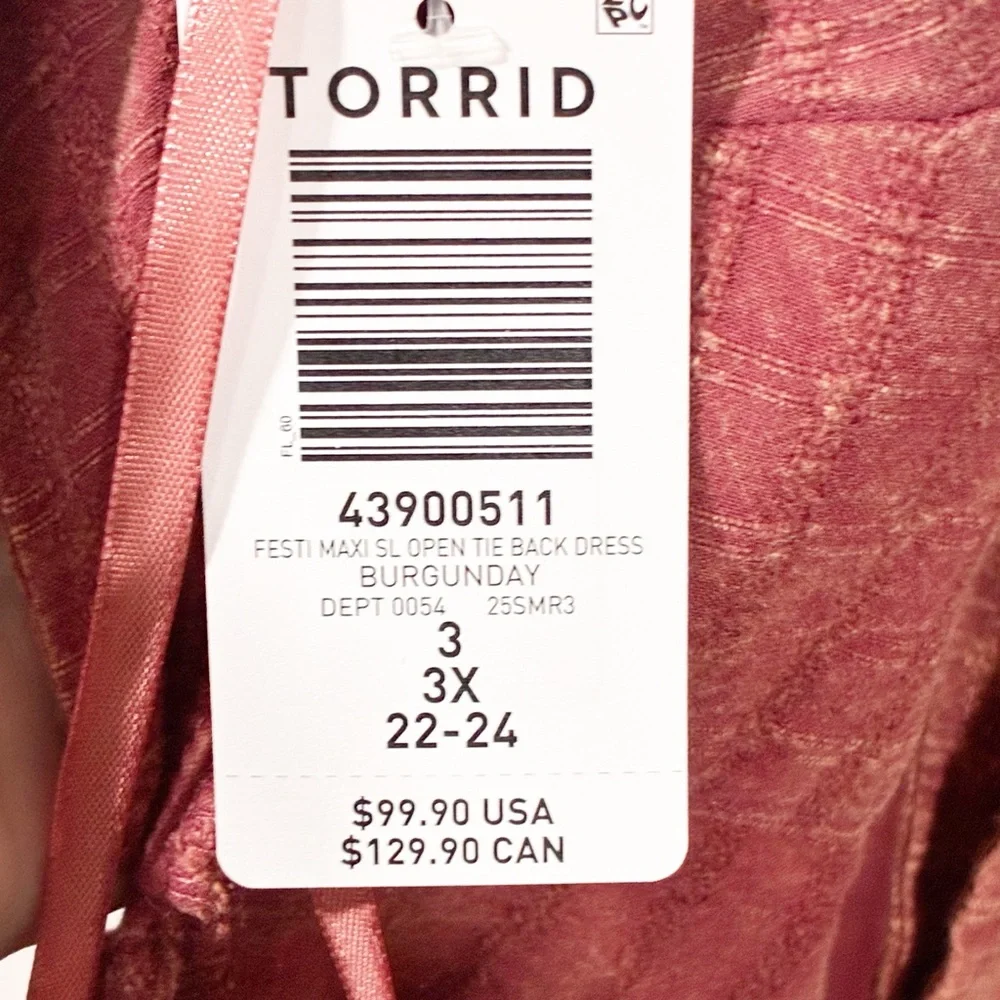 TORRID
FL_60
43900511
FESTI MAXI SL OPEN TIE BACK DRESS
BURGUNDAY
DEPT 0054 25SMR3
3
3X
22-24
$99.90 USA
$129.90 CAN